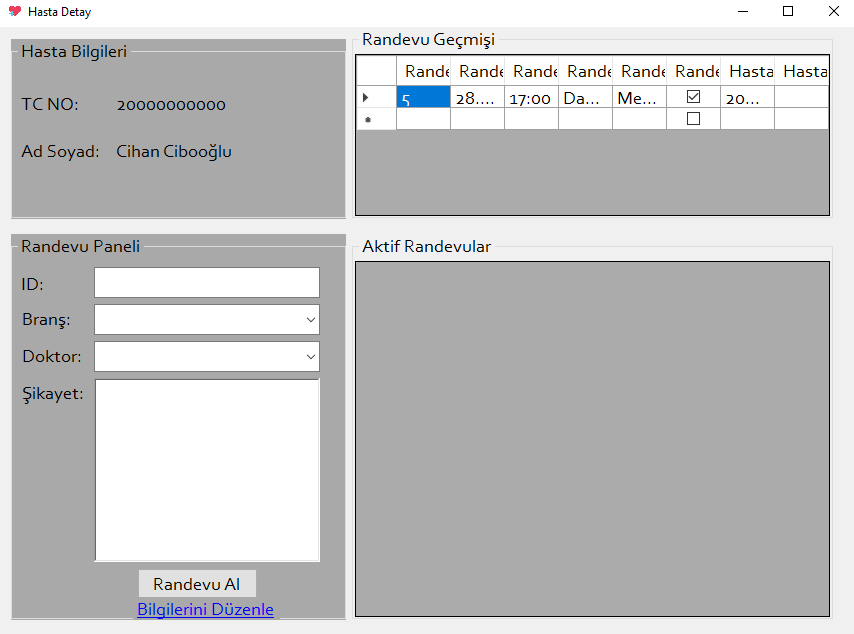 Hasta Detay
Hasta Bilgileri
TC NO: 20000000000
Ad Soyad: Cihan Cibooğlu
Randevu Geçmişi
Rande Rande Rande Rande Rande Rande Hasta Hasta
5 28.... 17:00 Da... Me... 20...
Randevu Paneli
ID:
Branş:
Doktor:
Şikayet:
Randevu Al
Bilgilerini Düzenle
Aktif Randevular